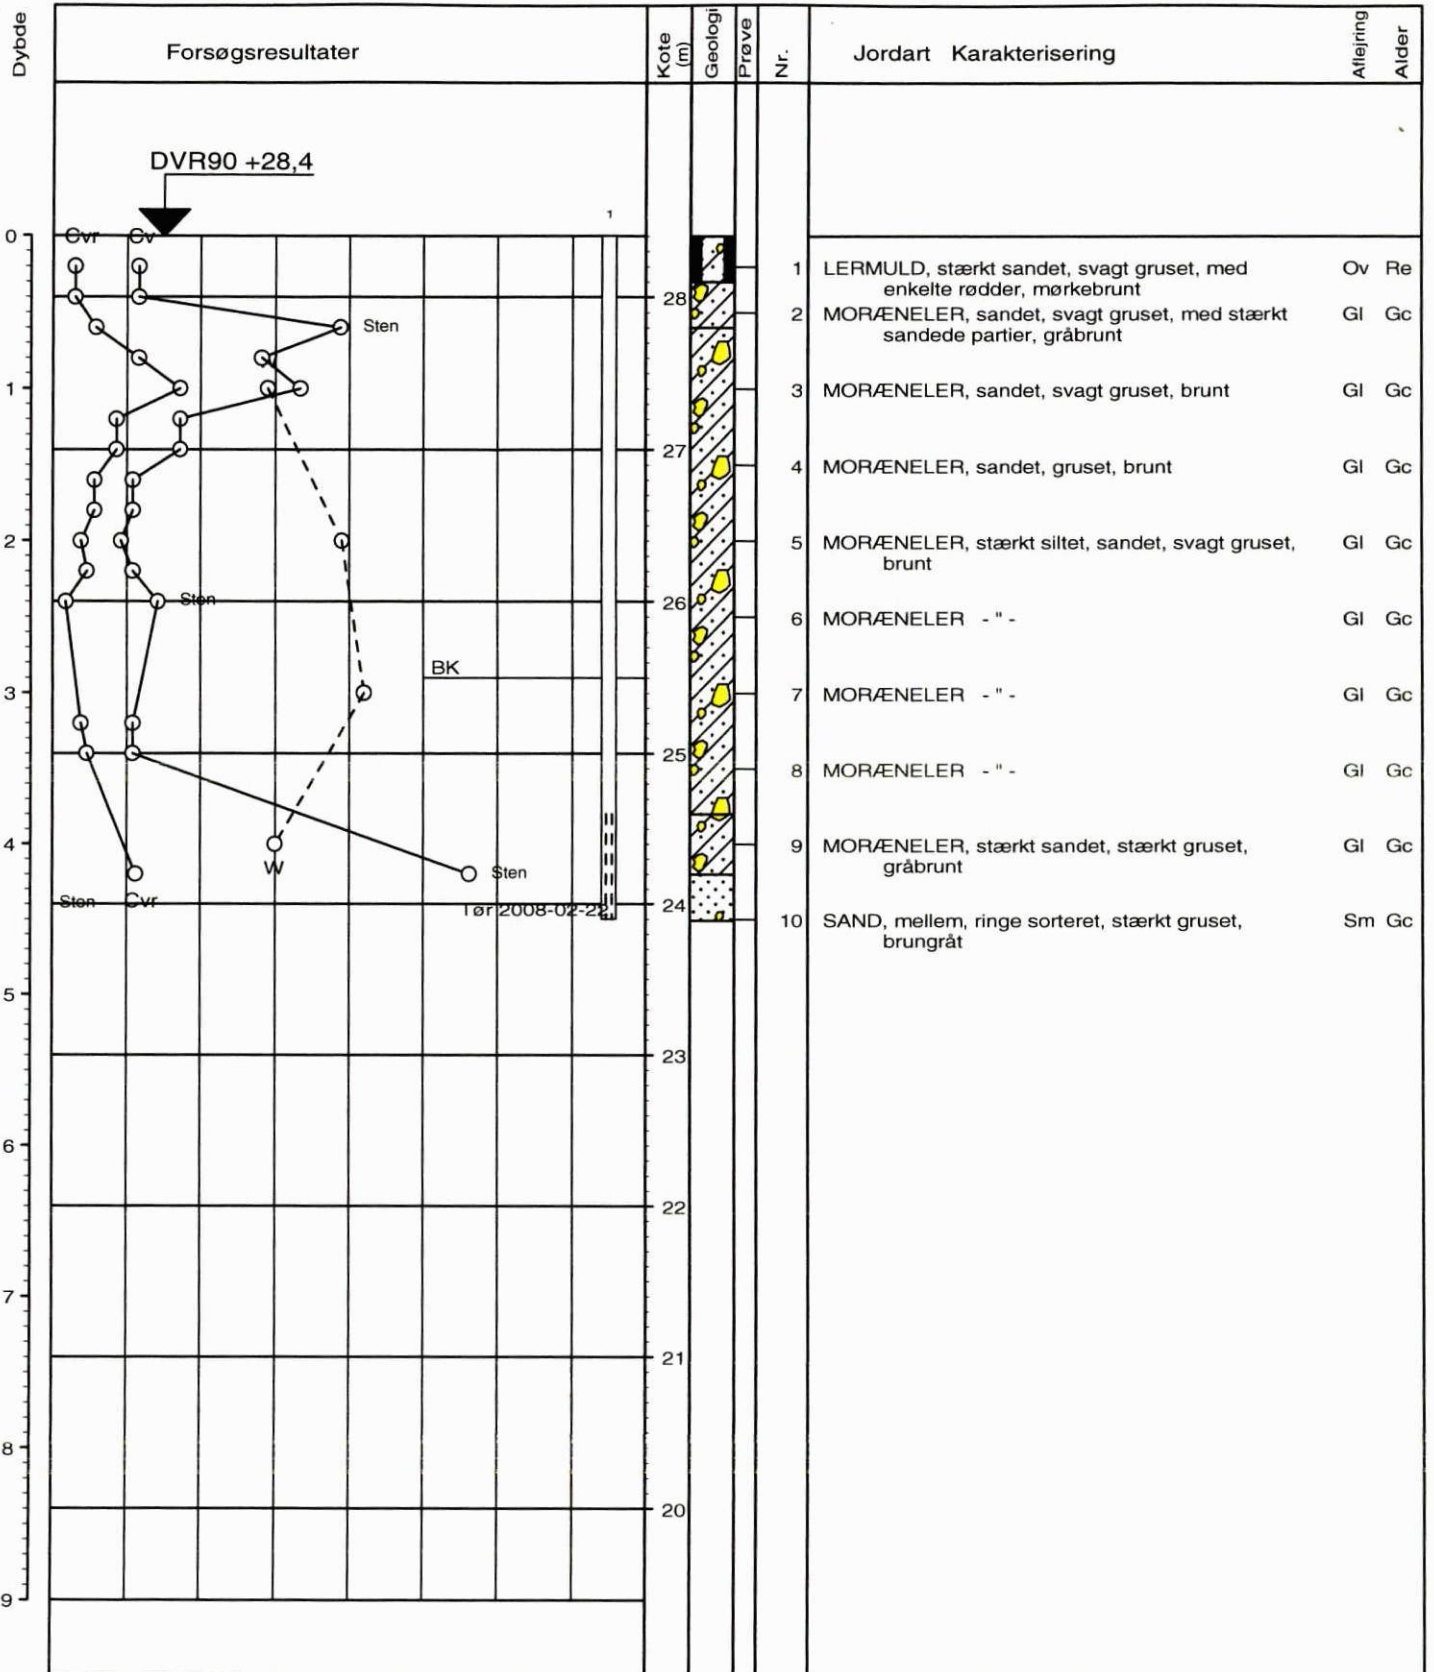 Dybde
Forsøgsresultater
Kote (m)
Geologi
Prøve
Nr.
Jordart Karakterisering
Aflejring
Alder
DVR90 +28,4
1
0
Cvr
Cv
1 LERMULD, stærkt sandet, svagt gruset, med Ov Re
enkelte rødder, mørkebrunt
28
2 MORÆNELER, sandet, svagt gruset, med stærkt Gl Gc
sandede partier, gråbrunt
Sten
1
3 MORÆNELER, sandet, svagt gruset, brunt Gl Gc
27
4 MORÆNELER, sandet, gruset, brunt Gl Gc
2
5 MORÆNELER, stærkt siltet, sandet, svagt gruset, Gl Gc
brunt
Sten
26
6 MORÆNELER - " - Gl Gc
BK
3
7 MORÆNELER - " - Gl Gc
25
8 MORÆNELER - " - Gl Gc
4
9 MORÆNELER, stærkt sandet, stærkt gruset, Gl Gc
gråbrunt
W
Sten
Sten
Cvr
24
Tør 2008-02-22
10 SAND, mellem, ringe sorteret, stærkt gruset, Sm Gc
brungråt
5
23
6
22
7
21
8
20
9